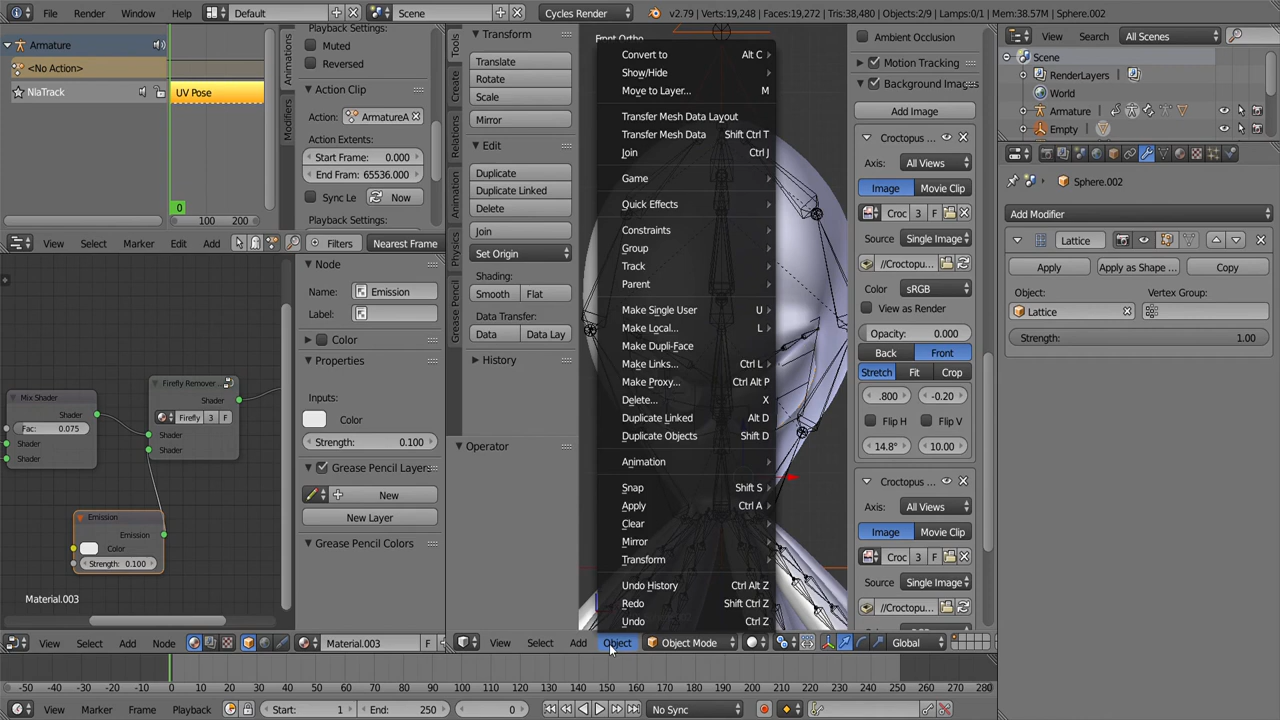 File
Render
Window
Help
Default
Scene
Cycles Render
v2.79 | Verts:19,248 | Faces:19,272 | Tris:38,480 | Objects:2/9 | Lamps:0/1 | Mem:38.57M | Sphere.002
Armature
<No Action>
NlaTrack
UV Pose
0
100
200
View
Select
Marker
Edit
Add
Filters
Nearest Frame
Playback Settings:
Muted
Reversed
Action Clip
Action:
ArmatureA
Action Extents:
Start Frame: 0.000
End Fram: 65536.000
Sync Le
Now
Playback Settings:
Animations
Modifiers
Mix Shader
Shader
Fac: 0.075
Shader
Shader
Firefly Remover ...
Shader
Firefly
3
F
Shader
Shader
Emission
Emission
Color
Strength: 0.100
Material.003
Node
Name:
Emission
Label:
Color
Properties
Inputs:
Color
Strength: 0.100
Grease Pencil Layers
New
New Layer
Grease Pencil Colors
View
Select
Add
Node
Material.003
F
Tools
Create
Relations
Animation
Physics
Grease Pencil
Transform
Translate
Rotate
Scale
Mirror
Edit
Duplicate
Duplicate Linked
Delete
Join
Set Origin
Shading:
Smooth
Flat
Data Transfer:
Data
Data Lay
History
Operator
Front Ortho
Convert to Alt C
Show/Hide
Move to Layer... M
Transfer Mesh Data Layout
Transfer Mesh Data Shift Ctrl T
Join Ctrl J
Game
Quick Effects
Constraints
Group
Track
Parent
Make Single User U
Make Local... L
Make Dupli-Face
Make Links... Ctrl L
Make Proxy... Ctrl Alt P
Delete... X
Duplicate Linked Alt D
Duplicate Objects Shift D
Animation
Snap Shift S
Apply Ctrl A
Clear
Mirror
Transform
Undo History Ctrl Alt Z
Redo Shift Ctrl Z
Undo Ctrl Z
View
Select
Add
Object
Object Mode
Global
Ambient Occlusion
Motion Tracking
Background Imag
Add Image
Croctopus
Axis:
All Views
Image
Movie Clip
Croc
3
F
Source
Single Image
//Croctopu...
Color
sRGB
View as Render
Opacity: 0.000
Back
Front
Stretch
Fit
Crop
.800
-0.20
Flip H
Flip V
14.8°
10.00
Croctopus
Axis:
All Views
Image
Movie Clip
Croc
3
F
Source
Single Image
//Croctopu...
View
Search
All Scenes
Scene
RenderLayers
World
Armature
Empty
Sphere.002
Add Modifier
Lattice
Apply
Apply as Shape ...
Copy
Object:
Vertex Group:
Lattice
Strength: 1.00
-50 -40 -30 -20 -10 0 10 20 30 40 50 60 70 80 90 100 110 120 130 140 150 160 170 180 190 200 210 220 230 240 250 260 270 280
View
Marker
Frame
Playback
Start: 1
End: 250
0
No Sync